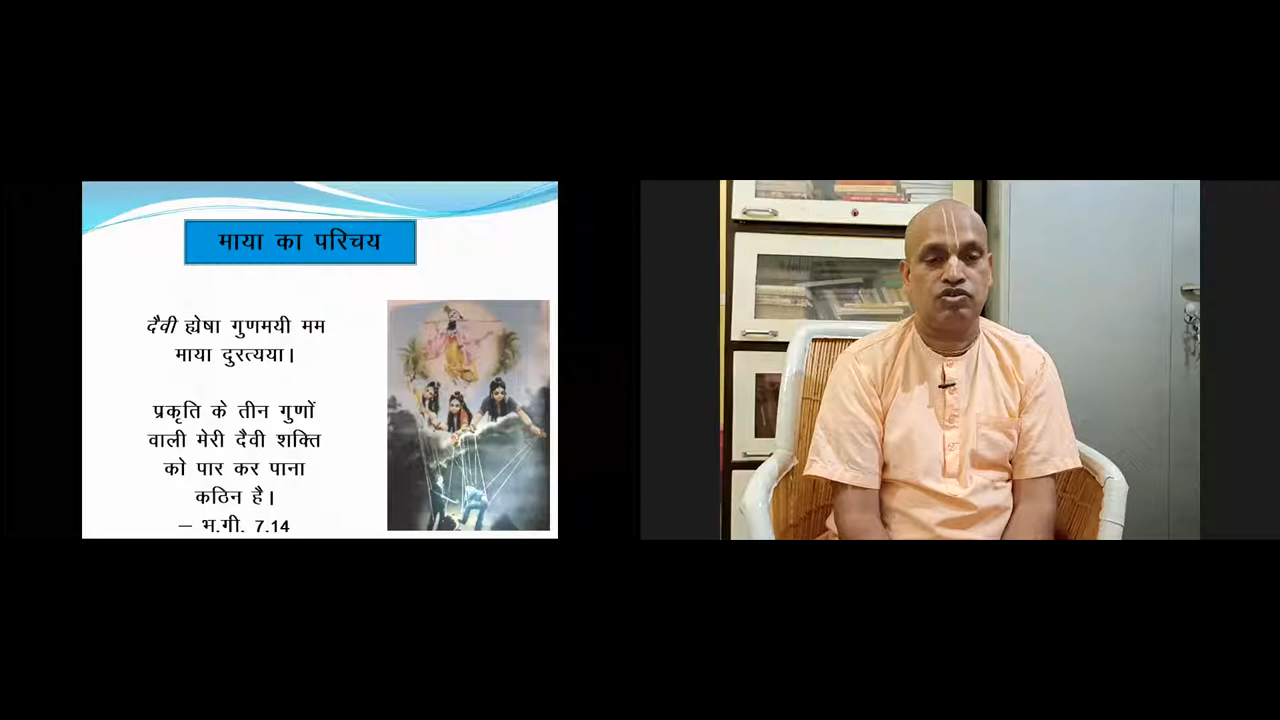 माया का परिचय
दैवी ह्येषा गुणमयी मम
माया दुरत्यया।
प्रकृति के तीन गुणों
वाली मेरी दैवी शक्ति
को पार कर पाना
कठिन है।
– भ.गी. 7.14